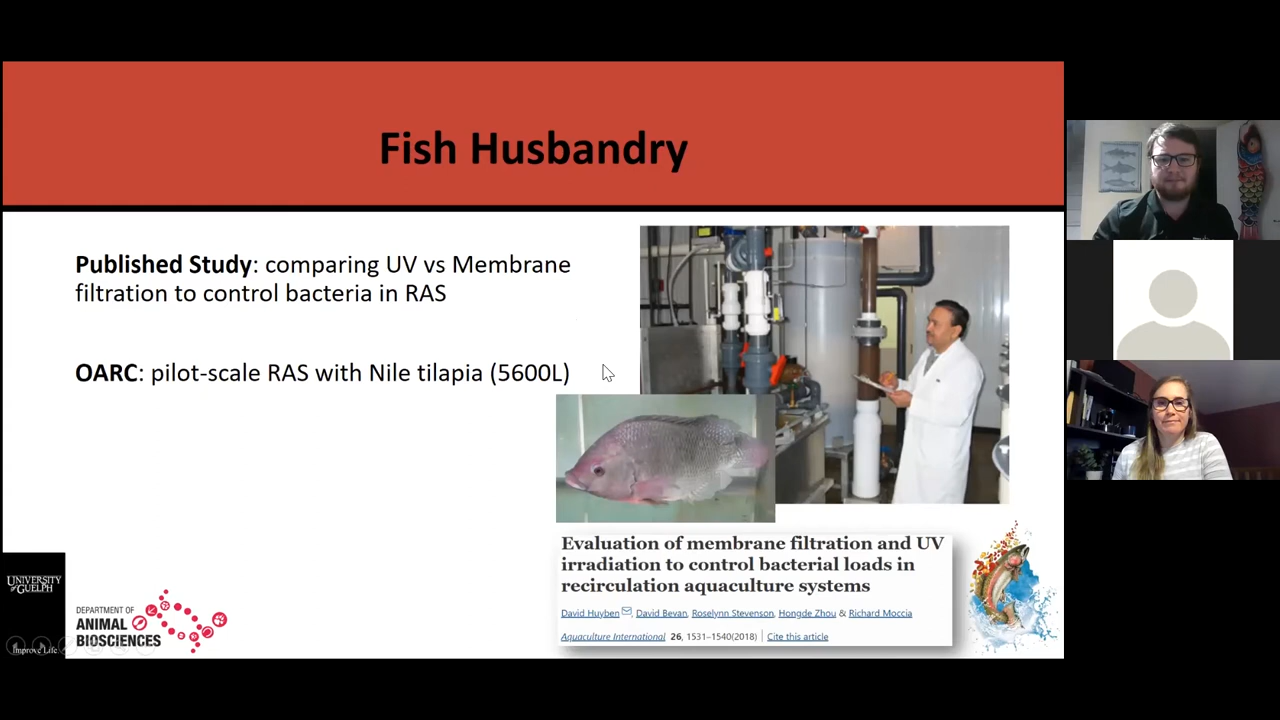 Fish Husbandry
Published Study: comparing UV vs Membrane
filtration to control bacteria in RAS
OARC: pilot-scale RAS with Nile tilapia (5600L)
Evaluation of membrane filtration and UV
irradiation to control bacterial loads in
recirculation aquaculture systems
David Huyben, David Bevan, Roselynn Stevenson, Hongde Zhou & Richard Moccia
Aquaculture International 26, 1531–1540(2018) | Cite this article
UNIVERSITY
OF GUELPH
Improve Life.
DEPARTMENT OF
ANIMAL
BIOSCIENCES